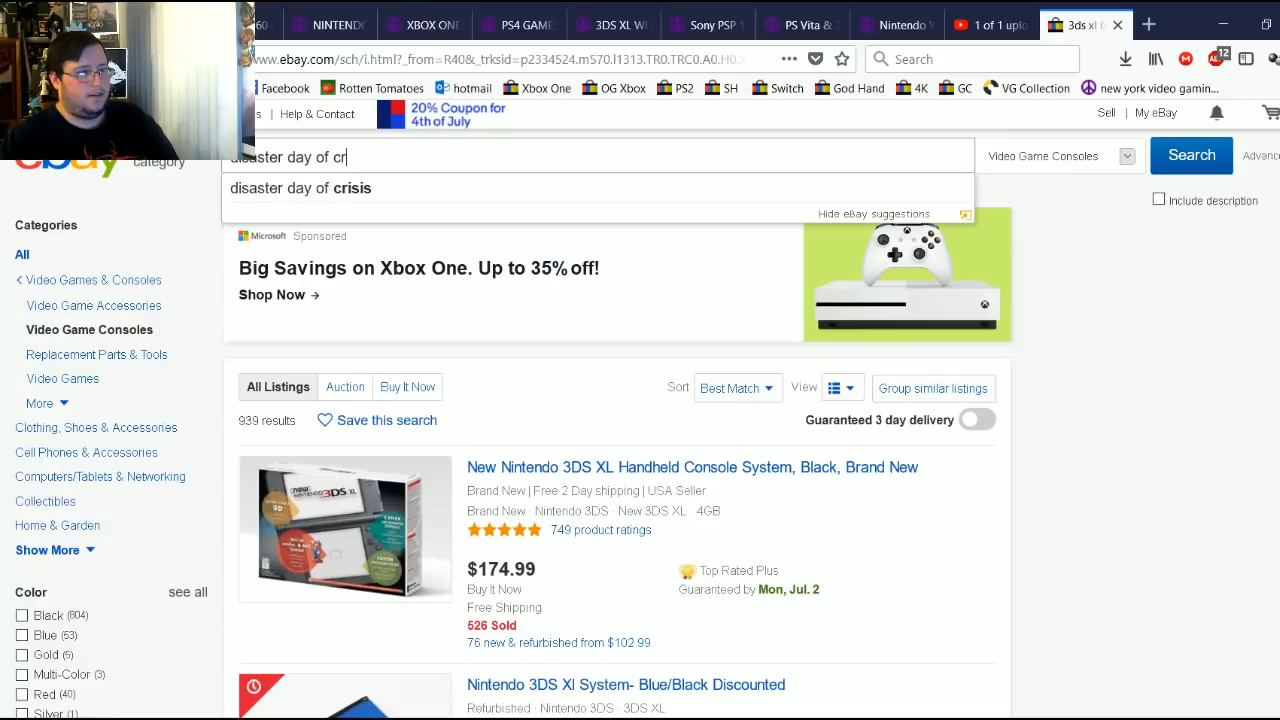 60
NINTENDO
XBOX ONE
PS4 GAME
3DS XL W
Sony PSP
PS Vita &
Nintendo
1 of 1 uplo
3ds xl
ww.ebay.com/sch/i.html?_from=R40&_trksid=p2334524.m570.l1313.TR0.TRC0.A0.H0.X
Search
12
Facebook
Rotten Tomatoes
hotmail
Xbox One
OG Xbox
PS2
SH
Switch
God Hand
4K
GC
VG Collection
new york video gamin...
s | Help & Contact
20% Coupon for
4th of July
Sell
My eBay
ebay
category
disaster day of cr
Video Game Consoles
Search
Advanc
disaster day of crisis
Hide eBay suggestions
Include description
Categories
All
Video Games & Consoles
Video Game Accessories
Video Game Consoles
Replacement Parts & Tools
Video Games
More
Clothing, Shoes & Accessories
Cell Phones & Accessories
Computers/Tablets & Networking
Collectibles
Home & Garden
Show More
Color
see all
Black (804)
Blue (53)
Gold (5)
Multi-Color (3)
Red (40)
Silver (1)
Microsoft Sponsored
Big Savings on Xbox One. Up to 35% off!
Shop Now →
All Listings
Auction
Buy It Now
Sort
Best Match
View
Group similar listings
939 results
Save this search
Guaranteed 3 day delivery
New Nintendo 3DS XL Handheld Console System, Black, Brand New
Brand New | Free 2 Day shipping | USA Seller
Brand New · Nintendo 3DS · New 3DS XL · 4GB
749 product ratings
$174.99
Buy It Now
Free Shipping
526 Sold
76 new & refurbished from $102.99
Top Rated Plus
Guaranteed by Mon, Jul. 2
new
NINTENDO 3DS XL
Nintendo 3DS Xl System- Blue/Black Discounted
Refurbished · Nintendo 3DS · 3DS XL